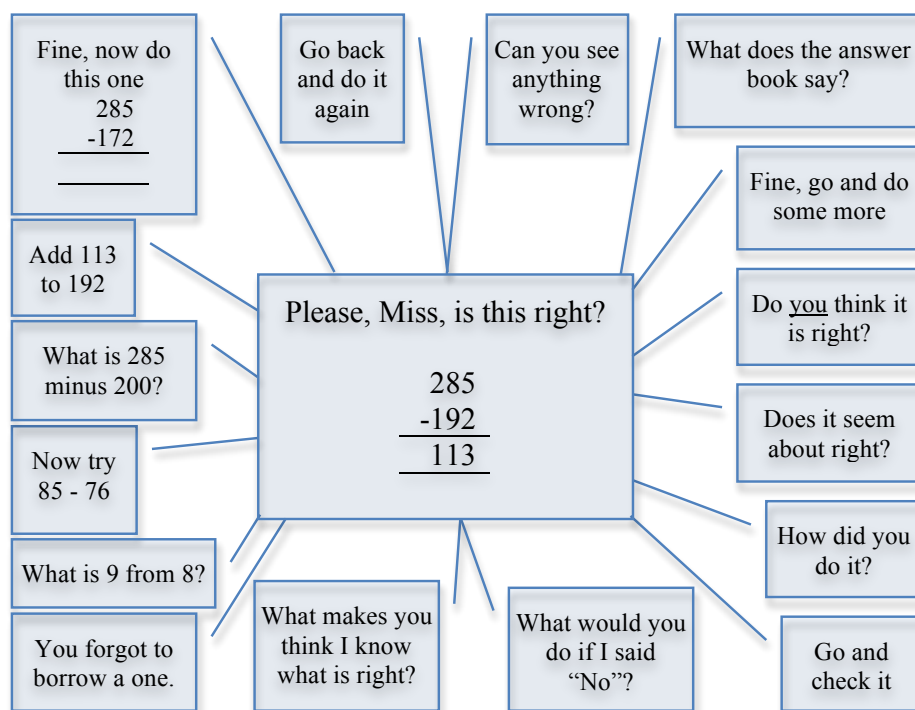 Fine, now do
this one
285
-172
Go back
and do it
again
Can you see
anything
wrong?
What does the answer
book say?
Fine, go and do
some more
Add 113
to 192
Please, Miss, is this right?
285
-192
113
Do you think it
is right?
What is 285
minus 200?
Does it seem
about right?
Now try
85 - 76
How did you
do it?
What is 9 from 8?
You forgot to
borrow a one.
What makes you
think I know
what is right?
What would you
do if I said
“No”?
Go and
check it